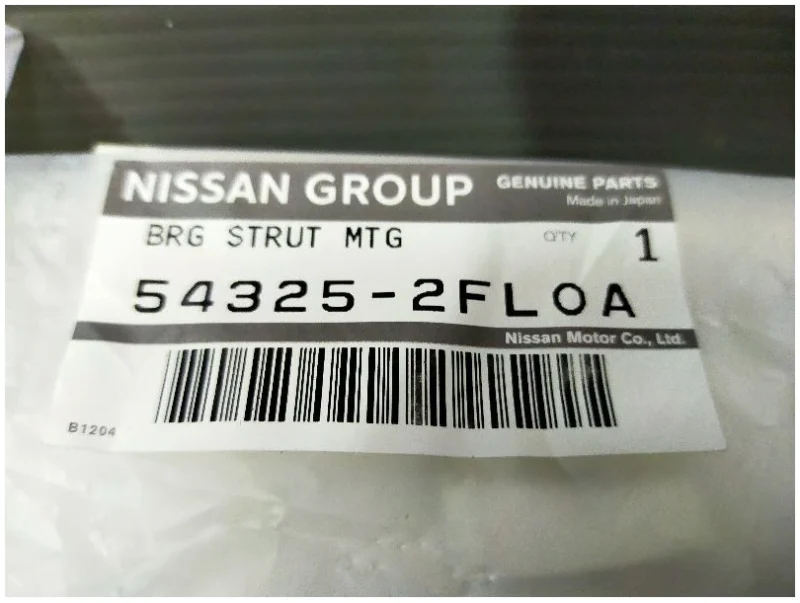 NISSAN GROUP GENUINE PARTS
Made in Japan
BRG STRUT MTG Q'TY 1
54325-2FL0A
Nissan Motor Co., Ltd.
B1204